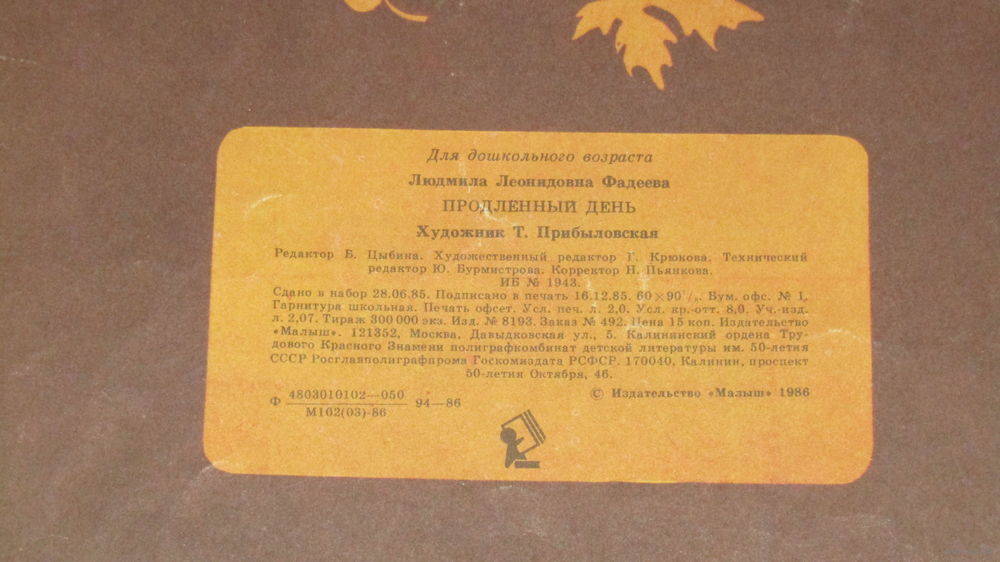 Для дошкольного возраста
Людмила Леонидовна Фадеева
ПРОДЛЕННЫЙ ДЕНЬ
Художник Т. Прибыловская
Редактор Б. Цыбина. Художественный редактор Г. Крюкова. Технический
редактор Ю. Бурмистрова. Корректор Н. Пьянкова.
ИБ № 1943.
Сдано в набор 28.06.85. Подписано в печать 16.12.85. 60×90 Бум. офс. № 1.
Гарнитура школьная. Печать офсет. Усл. печ. л. 2,0. Усл. кр.-отт. 8,0. Уч.-изд.
л. 2,07. Тираж 300 000 экз. Изд. № 8193. Заказ № 492. Цена 15 коп. Издательство
«Малыш». 121352, Москва, Давыдковская ул., 5. Калининский ордена Тру-
дового Красного Знамени полиграфкомбинат детской литературы им. 50-летия
СССР Росглавполиграфпрома Госкомиздата РСФСР. 170040, Калинин, проспект
50-летия Октября, 46.
Ф 4803010102—050 94—86
М102(03)-86
© Издательство «Малыш» 1986